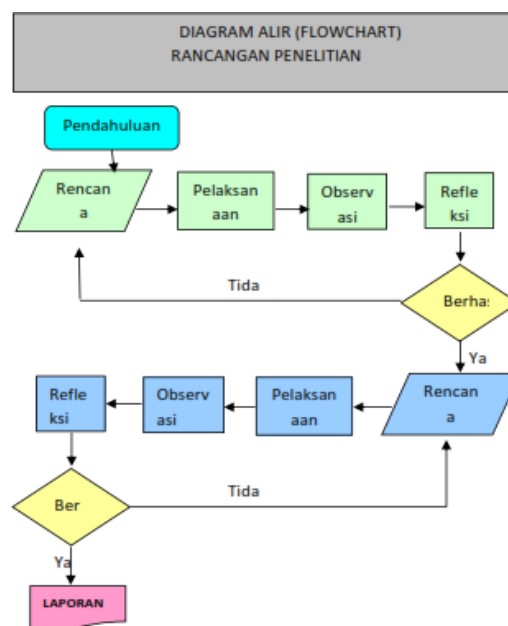 DIAGRAM ALIR (FLOWCHART)
RANCANGAN PENELITIAN
Pendahuluan
Rencan
a
Pelaksan
aan
Observ
asi
Refle
ksi
Tida
Berhas
Ya
Refle
ksi
Observ
asi
Pelaksan
aan
Rencan
a
Ber
Tida
Ya
LAPORAN